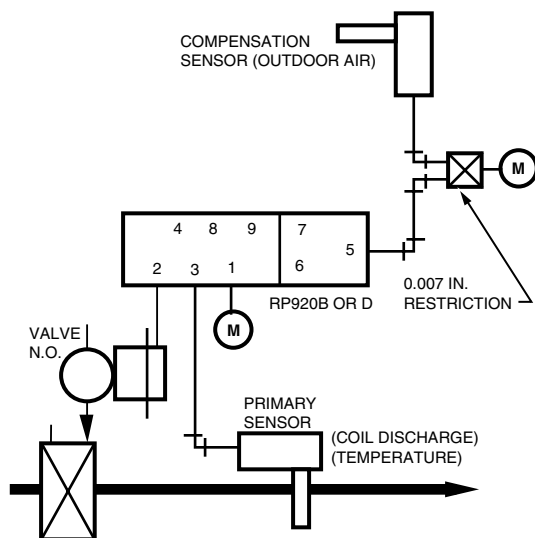 COMPENSATION
SENSOR (OUTDOOR AIR)
M
4 8 9 7
5
2 3 1 6
0.007 IN.
RESTRICTION
RP920B OR D
M
VALVE
N.O.
PRIMARY
SENSOR
(COIL DISCHARGE)
(TEMPERATURE)